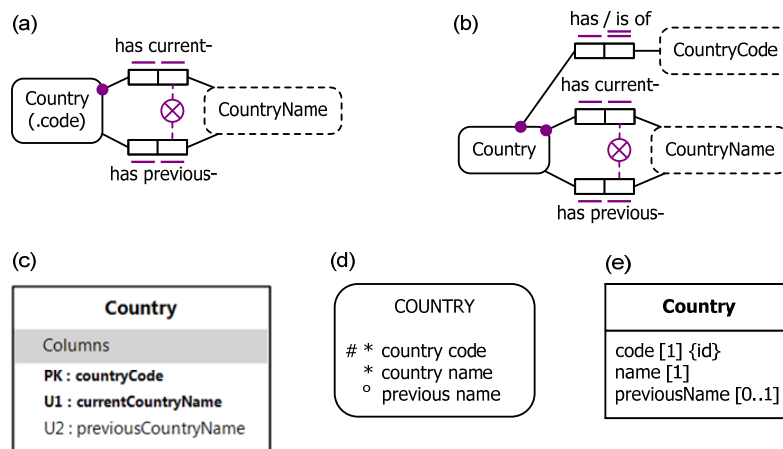 (a)
has current-
Country
(.code)
CountryName
has previous-
(b)
has / is of
CountryCode
has current-
Country
CountryName
has previous-
(c)
Country
Columns
PK : countryCode
U1 : currentCountryName
U2 : previousCountryName
(d)
COUNTRY
# * country code
* country name
o previous name
(e)
Country
code [1] {id}
name [1]
previousName [0..1]